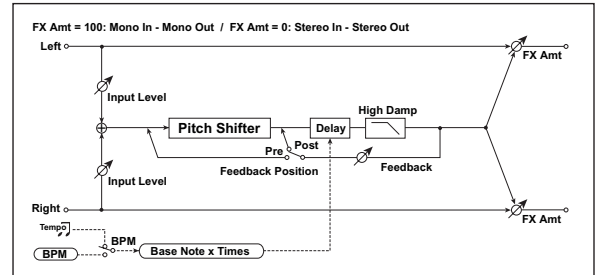 FX Amt = 100: Mono In - Mono Out / FX Amt = 0: Stereo In - Stereo Out
Left
FX Amt
Input Level
High Damp
Pitch Shifter
Delay
Post
Pre
Feedback Position
Feedback
Input Level
Right
FX Amt
Tempo
BPM
BPM
Base Note x Times